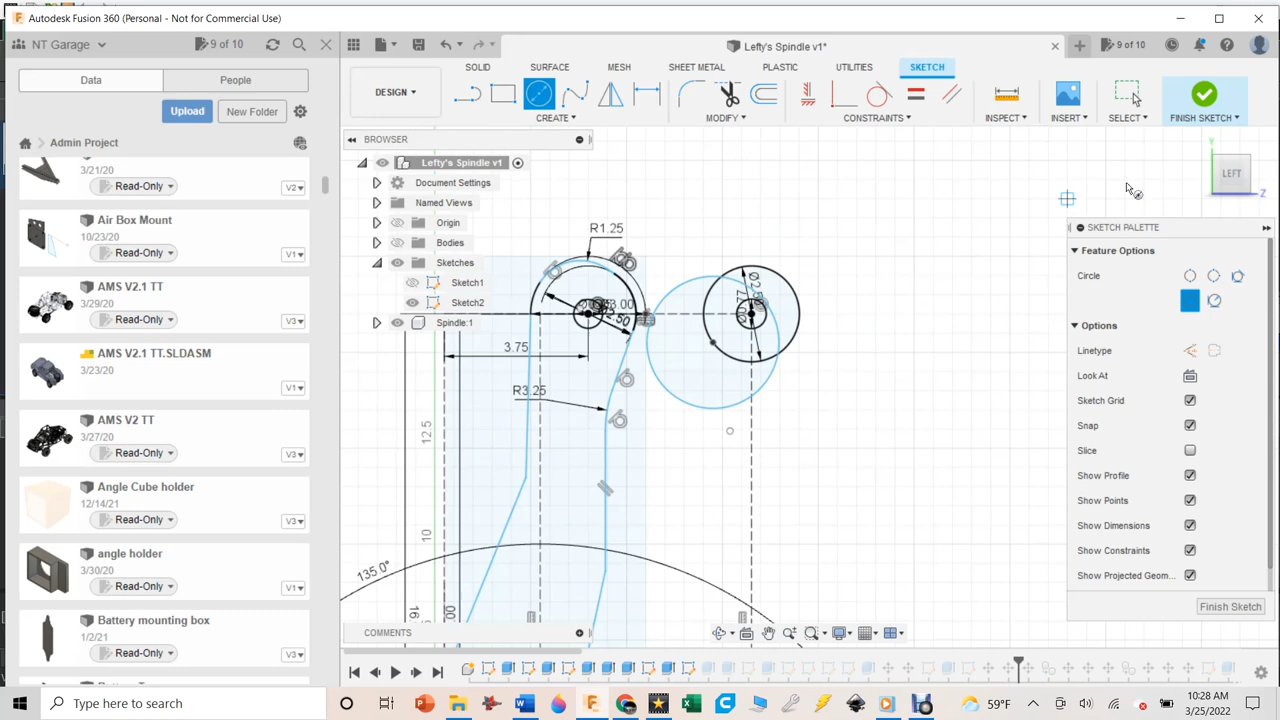 Autodesk Fusion 360 (Personal - Not for Commercial Use)
NT Garage
9 of 10
Lefty's Spindle v1*
9 of 10
Data
People
Upload
New Folder
Admin Project
3/21/20
Read-Only
V2
Air Box Mount
10/23/20
Read-Only
V1
AMS V2.1 TT
3/29/20
Read-Only
V3
AMS V2.1 TT.SLDASM
3/23/20
Read-Only
V1
AMS V2 TT
3/27/20
Read-Only
V3
Angle Cube holder
12/14/21
Read-Only
V3
angle holder
3/30/20
Read-Only
V1
Battery mounting box
1/2/21
Read-Only
V3
DESIGN
SOLID
SURFACE
MESH
SHEET METAL
PLASTIC
UTILITIES
SKETCH
CREATE
MODIFY
CONSTRAINTS
INSPECT
INSERT
SELECT
FINISH SKETCH
BROWSER
Lefty's Spindle v1
Document Settings
Named Views
Origin
Bodies
Sketches
Sketch1
Sketch2
Spindle:1
Y
LEFT
Z
R1.25
3.75
R3.25
12.5
10
135.0°
SKETCH PALETTE
Feature Options
Circle
Options
Linetype
Look At
Sketch Grid
Snap
Slice
Show Profile
Show Points
Show Dimensions
Show Constraints
Show Projected Geom...
Finish Sketch
COMMENTS
Type here to search
59°F
10:28 AM
3/25/2022